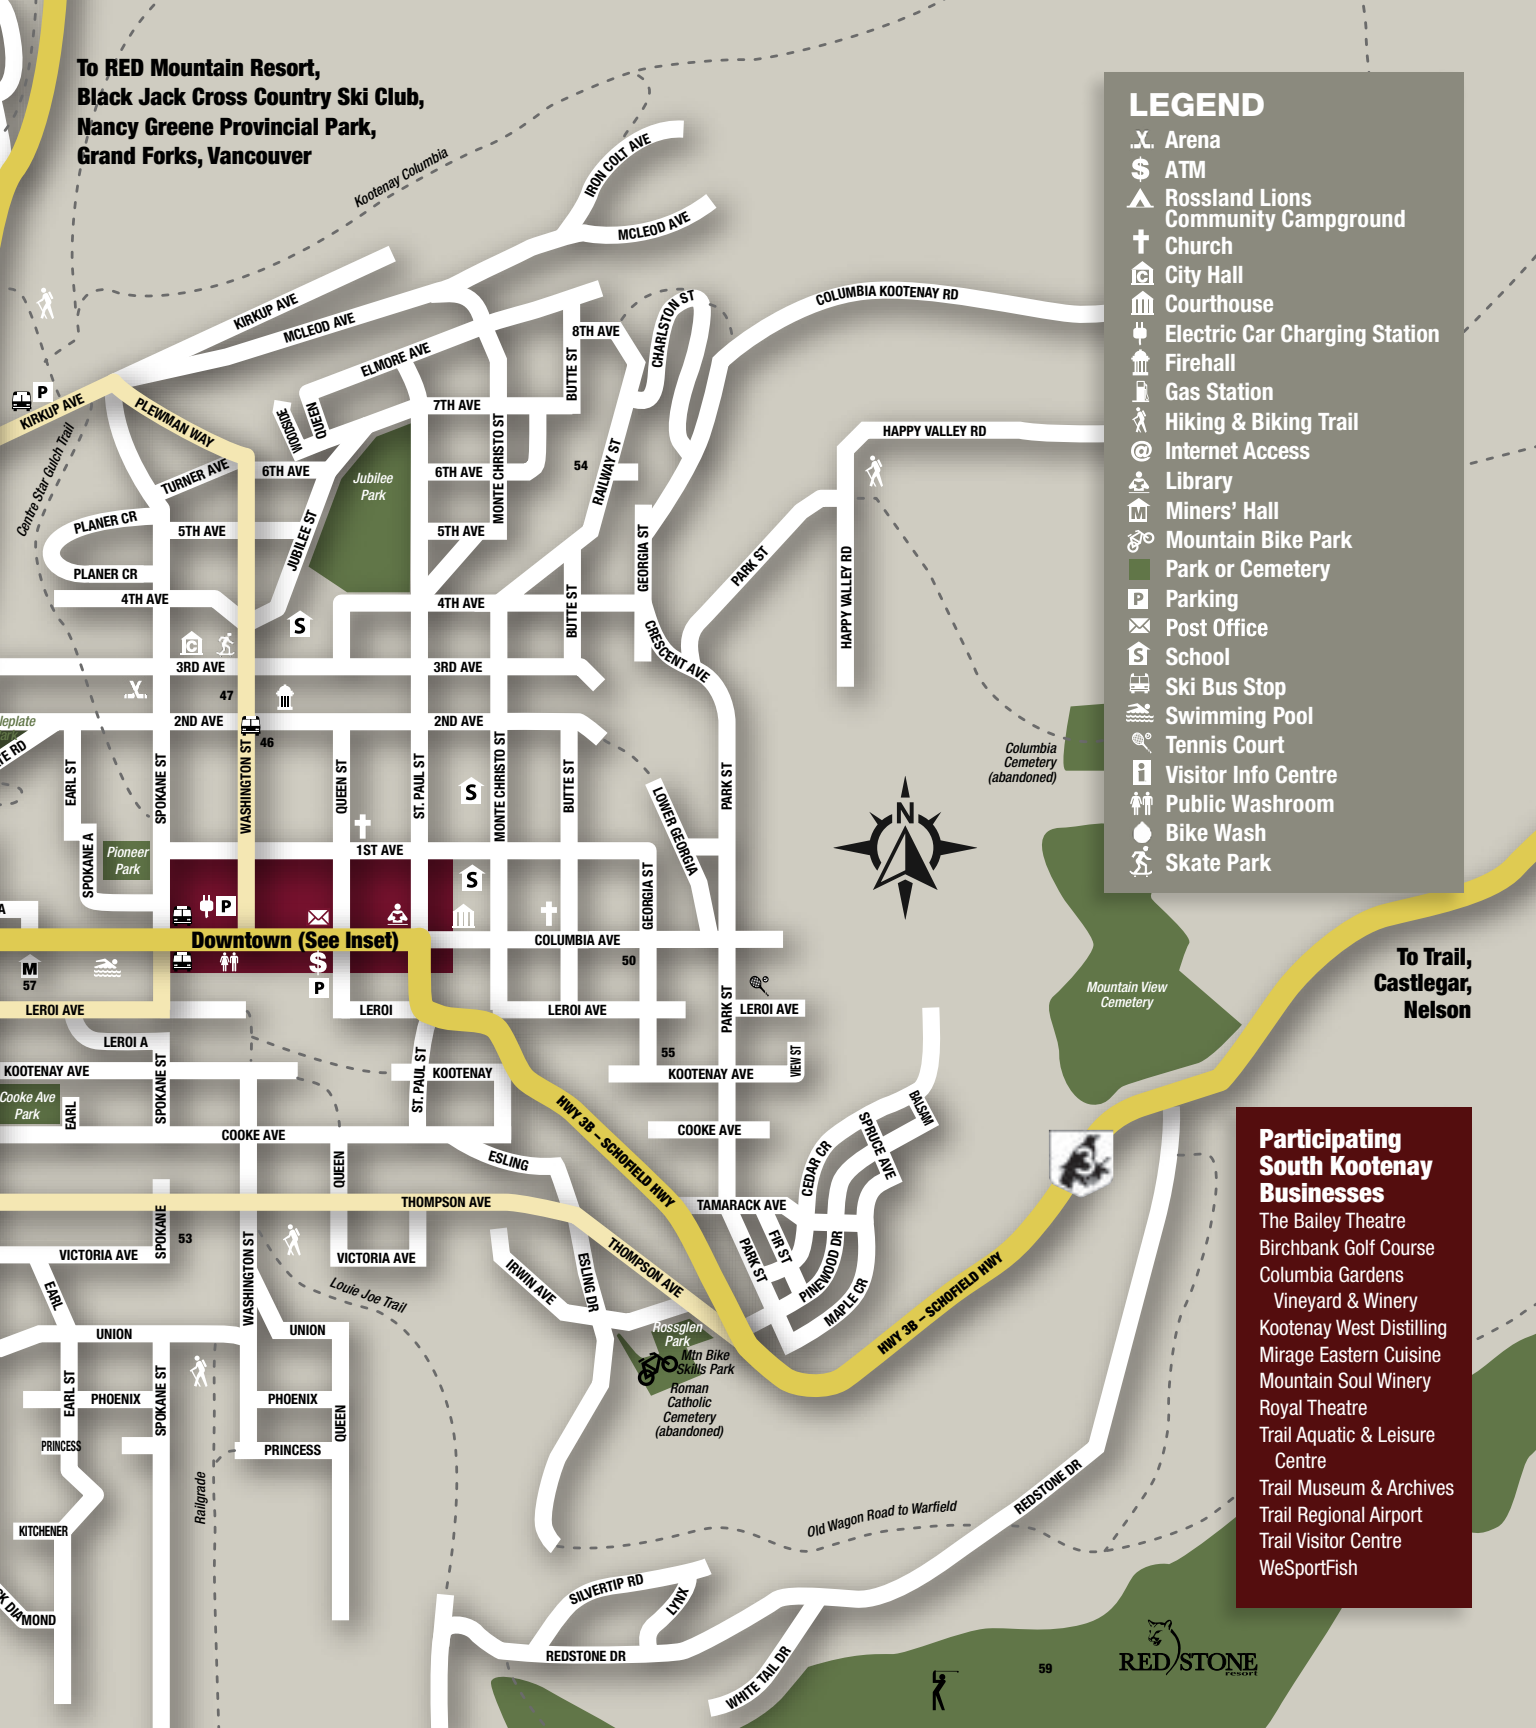 To RED Mountain Resort,
Black Jack Cross Country Ski Club,
Nancy Greene Provincial Park,
Grand Forks, Vancouver
Kootenay Columbia
IRON COLT AVE
MCLEOD AVE
KIRKUP AVE
MCLEOD AVE
ELMORE AVE
8TH AVE
CHARLSTON ST
COLUMBIA KOOTENAY RD
BUTTE ST
P
KIRKUP AVE
PLEWMAN WAY
WOODSIDE
QUEEN
7TH AVE
MONTE CHRISTO ST
HAPPY VALLEY RD
Centre Star Gulch Trail
TURNER AVE
6TH AVE
Jubilee
Park
6TH AVE
54
RAILWAY ST
PLANER CR
5TH AVE
JUBILEE ST
5TH AVE
GEORGIA ST
PARK ST
HAPPY VALLEY RD
PLANER CR
4TH AVE
4TH AVE
BUTTE ST
S
C
CRESCENT AVE
3RD AVE
3RD AVE
47
2ND AVE
2ND AVE
46
TE RD
EARL ST
SPOKANE ST
WASHINGTON ST
QUEEN ST
ST. PAUL ST
MONTE CHRISTO ST
BUTTE ST
S
LOWER GEORGIA
PARK ST
Columbia
Cemetery
(abandoned)
N
Pioneer
Park
SPOKANE A
1ST AVE
S
GEORGIA ST
A
P
Downtown (See Inset)
COLUMBIA AVE
50
M
57
$
P
LEROI AVE
LEROI
LEROI AVE
PARK ST
LEROI AVE
Mountain View
Cemetery
To Trail,
Castlegar,
Nelson
LEROI A
KOOTENAY AVE
SPOKANE ST
ST. PAUL ST
KOOTENAY
55
KOOTENAY AVE
VIEW ST
Cooke Ave
Park
EARL
COOKE AVE
HWY 3B – SCHOFIELD HWY
COOKE AVE
BALSAM
SPRUCE AVE
CEDAR CR
3
ESLING
QUEEN
THOMPSON AVE
TAMARACK AVE
SPOKANE
53
VICTORIA AVE
WASHINGTON ST
VICTORIA AVE
Louie Joe Trail
IRWIN AVE
ESLING DR
THOMPSON AVE
PARK ST
FIR ST
PINEWOOD DR
MAPLE CR
HWY 3B – SCHOFIELD HWY
EARL
UNION
UNION
Rossglen
Park
Mtn Bike
Skills Park
Roman
Catholic
Cemetery
(abandoned)
EARL ST
PHOENIX
SPOKANE ST
PHOENIX
QUEEN
PRINCESS
PRINCESS
Railgrade
KITCHENER
MOND
Old Wagon Road to Warfield
REDSTONE DR
SILVERTIP RD
LYNX
REDSTONE DR
WHITE TAIL DR
59
RED STONE
resort
LEGEND
Arena
$ ATM
Rossland Lions
Community Campground
Church
C City Hall
Courthouse
Electric Car Charging Station
Firehall
Gas Station
Hiking & Biking Trail
@ Internet Access
Library
M Miners' Hall
Mountain Bike Park
Park or Cemetery
P Parking
Post Office
S School
Ski Bus Stop
Swimming Pool
Tennis Court
i Visitor Info Centre
Public Washroom
Bike Wash
Skate Park
Participating
South Kootenay
Businesses
The Bailey Theatre
Birchbank Golf Course
Columbia Gardens
Vineyard & Winery
Kootenay West Distilling
Mirage Eastern Cuisine
Mountain Soul Winery
Royal Theatre
Trail Aquatic & Leisure
Centre
Trail Museum & Archives
Trail Regional Airport
Trail Visitor Centre
WeSportFish